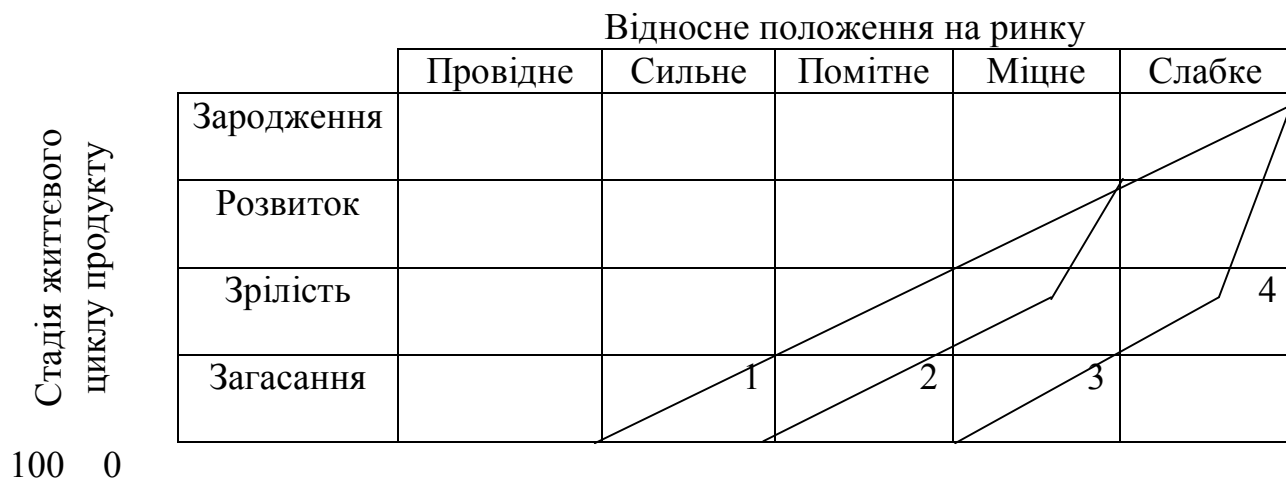 Відносне положення на ринку
Провідне Сильне Помітне Міцне Слабке
Стадія життєвого
циклу продукту
Зародження
Розвиток
Зрілість 4
Загасання 1 2 3
100 0